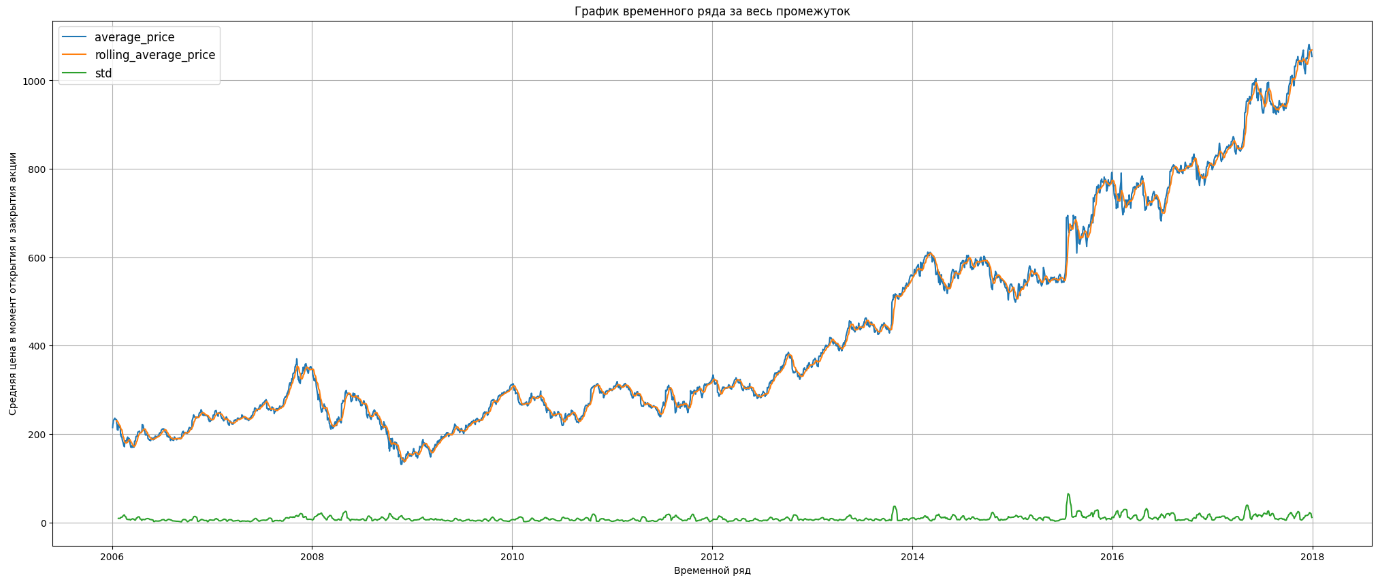 График временного ряда за весь промежуток
average_price
rolling_average_price
std
Средняя цена в момент открытия и закрытия акции
1000
800
600
400
200
0
2006
2008
2010
2012
2014
2016
2018
Временной ряд